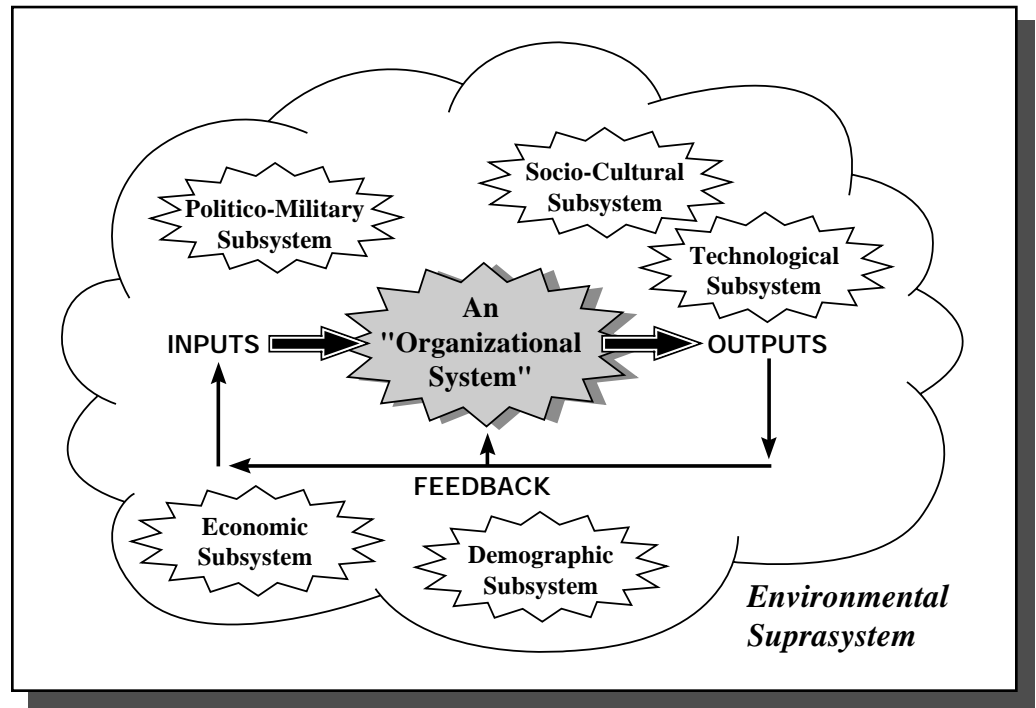 Socio-Cultural
Subsystem
Politico-Military
Subsystem
Technological
Subsystem
An
"Organizational
System"
INPUTS
OUTPUTS
FEEDBACK
Economic
Subsystem
Demographic
Subsystem
Environmental
Suprasystem